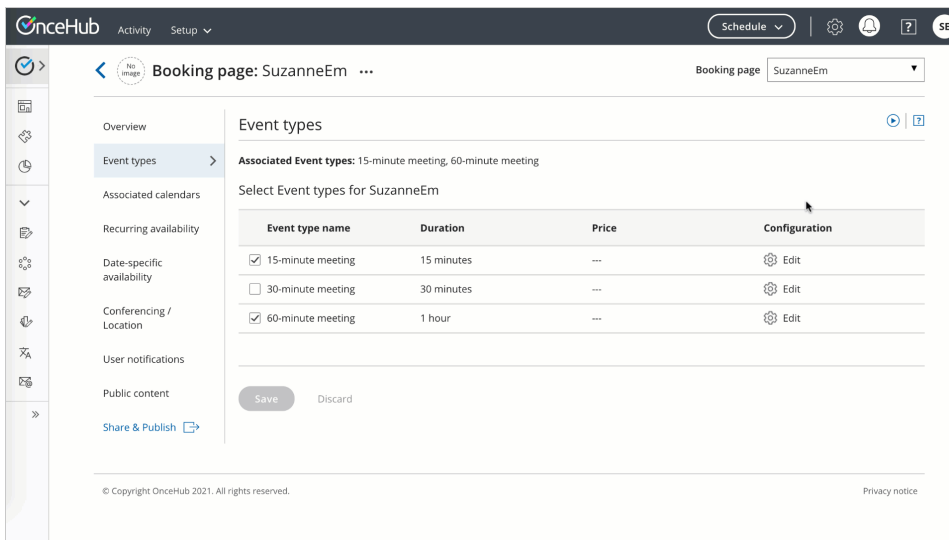 OnceHub Activity Setup Schedule ? SE
No image Booking page: SuzanneEm ... Booking page SuzanneEm
Overview
Event types
Associated calendars
Recurring availability
Date-specific
availability
Conferencing /
Location
User notifications
Public content
Share & Publish
Event types ?
Associated Event types: 15-minute meeting, 60-minute meeting
Select Event types for SuzanneEm
Event type name Duration Price Configuration
15-minute meeting 15 minutes --- Edit
30-minute meeting 30 minutes --- Edit
60-minute meeting 1 hour --- Edit
Save Discard
© Copyright OnceHub 2021. All rights reserved. Privacy notice